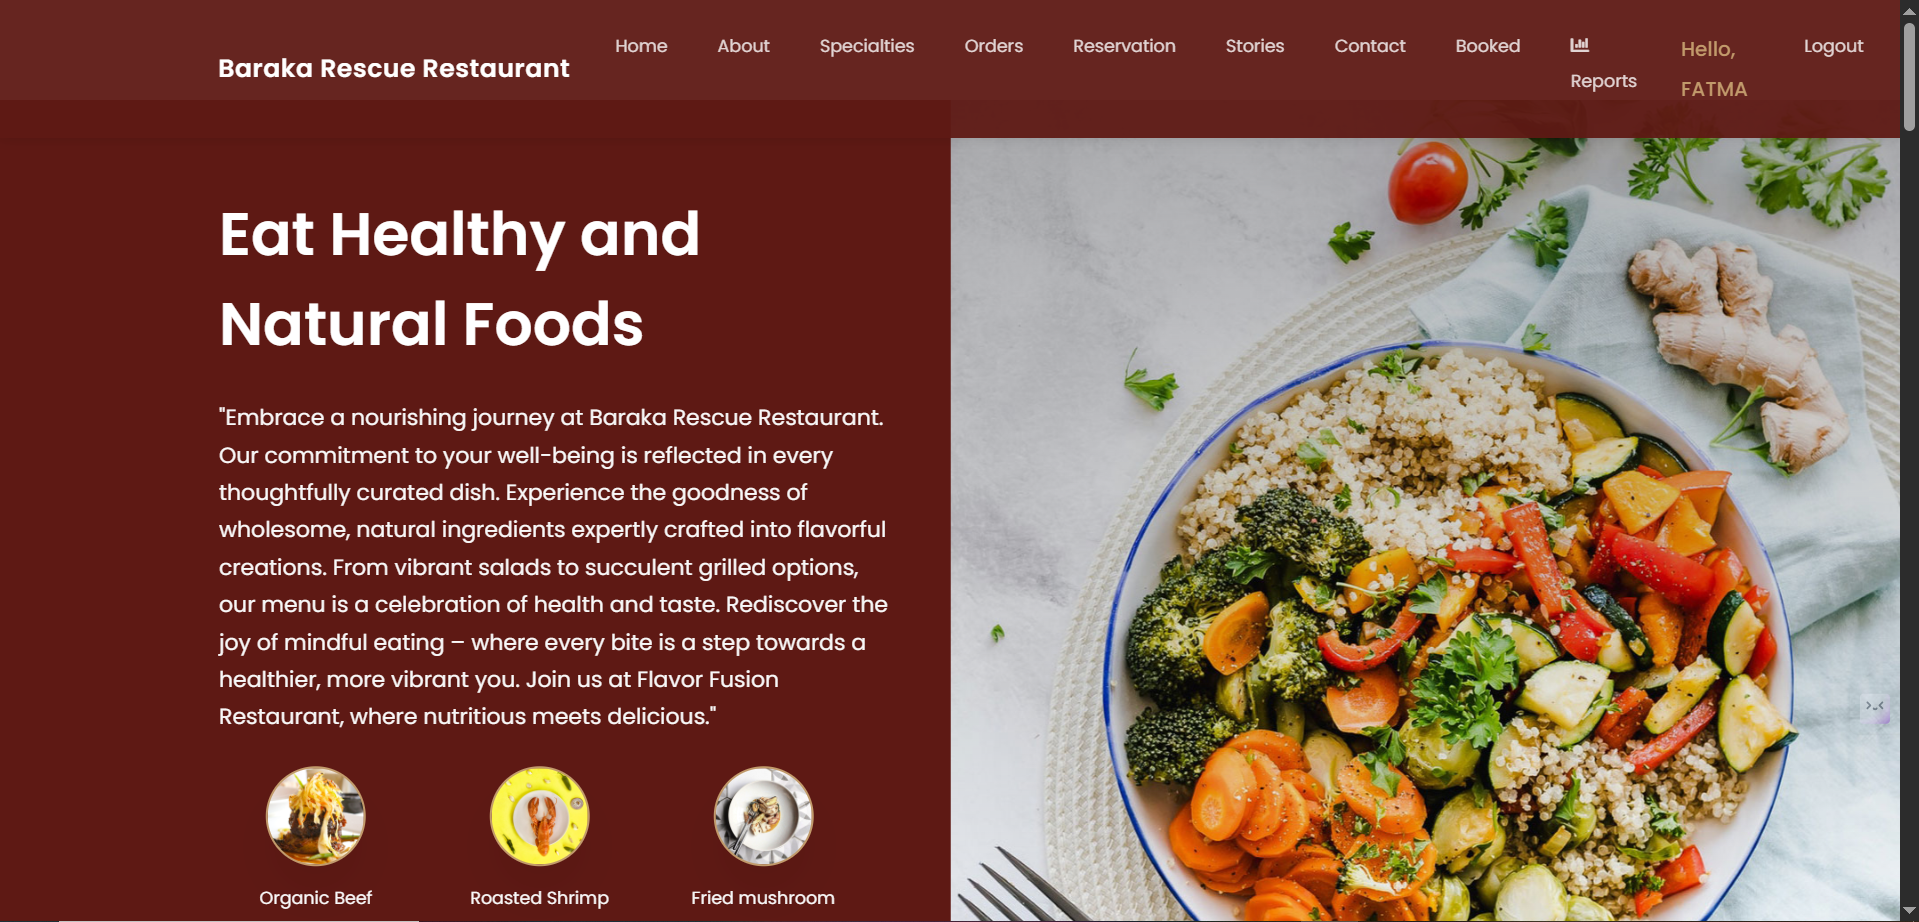 Baraka Rescue Restaurant
Home
About
Specialties
Orders
Reservation
Stories
Contact
Booked
Reports
Hello,
FATMA
Logout
Eat Healthy and
Natural Foods
"Embrace a nourishing journey at Baraka Rescue Restaurant.
Our commitment to your well-being is reflected in every
thoughtfully curated dish. Experience the goodness of
wholesome, natural ingredients expertly crafted into flavorful
creations. From vibrant salads to succulent grilled options,
our menu is a celebration of health and taste. Rediscover the
joy of mindful eating – where every bite is a step towards a
healthier, more vibrant you. Join us at Flavor Fusion
Restaurant, where nutritious meets delicious."
Organic Beef
Roasted Shrimp
Fried mushroom